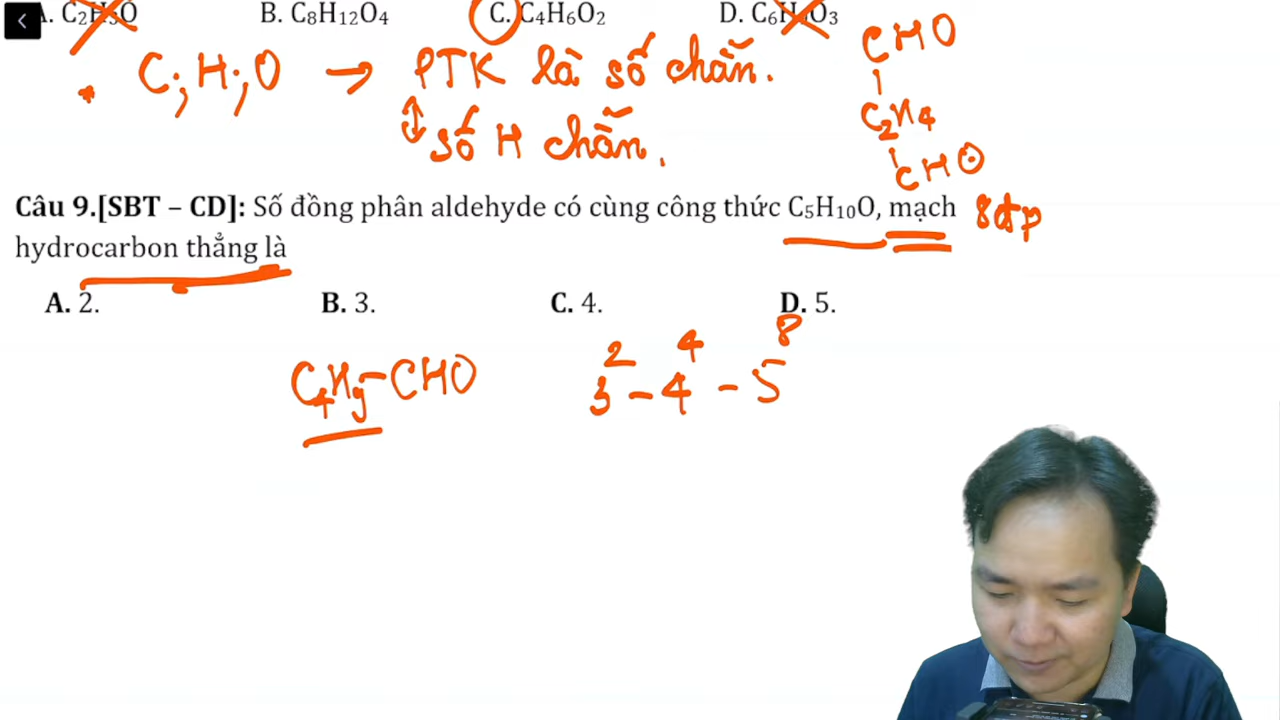 A. C₂H₅O B. C₈H₁₂O₄ C. C₄H₆O₂ D. C₆H O₃
* C; H; O → PTK là số chẵn.
↕ số H chẵn.
CHO
C₂H₄
CHO
Câu 9.[SBT – CD]: Số đồng phân aldehyde có cùng công thức C₅H₁₀O, mạch 8đp
hydrocarbon thẳng là
A. 2. B. 3. C. 4. D. 5.
2 4 8
C₄H₉–CHO 3 – 4 – 5